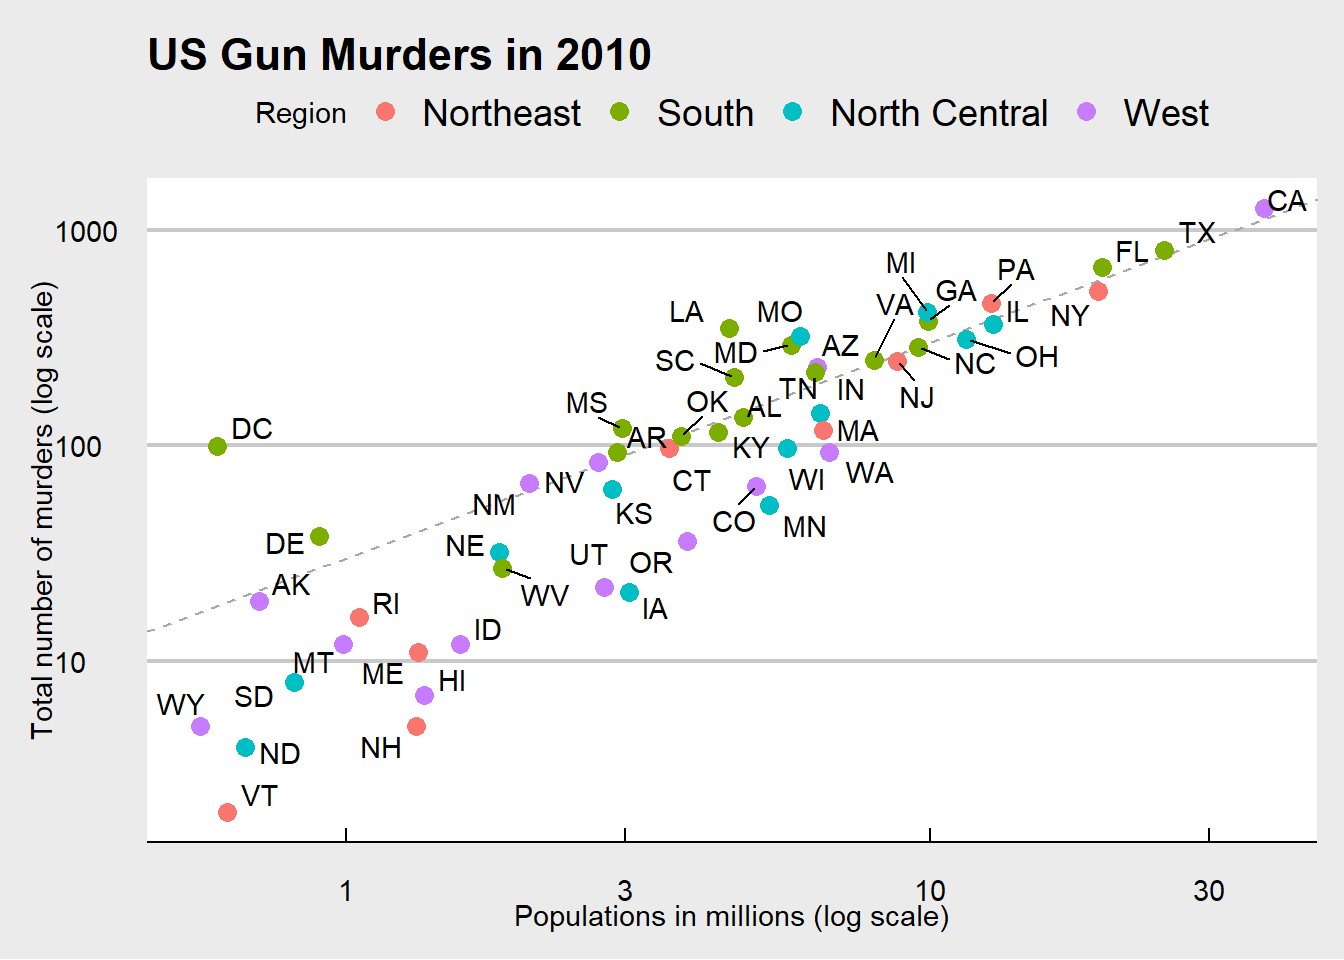 US Gun Murders in 2010
Region Northeast South North Central West
CA
1000
TX
FL
MI
PA
GA
VA
LA
MO
IL
NY
MD
AZ
SC
OH
NC
TN
IN
NJ
MS
OK
AL
DC
AR
MA
100
KY
WA
CT
WI
NV
NM
KS
CO
MN
DE
NE
UT
OR
AK
WV
RI
IA
ID
MT
10
ME
HI
SD
WY
NH
ND
VT
Total number of murders (log scale)
1 3 10 30
Populations in millions (log scale)